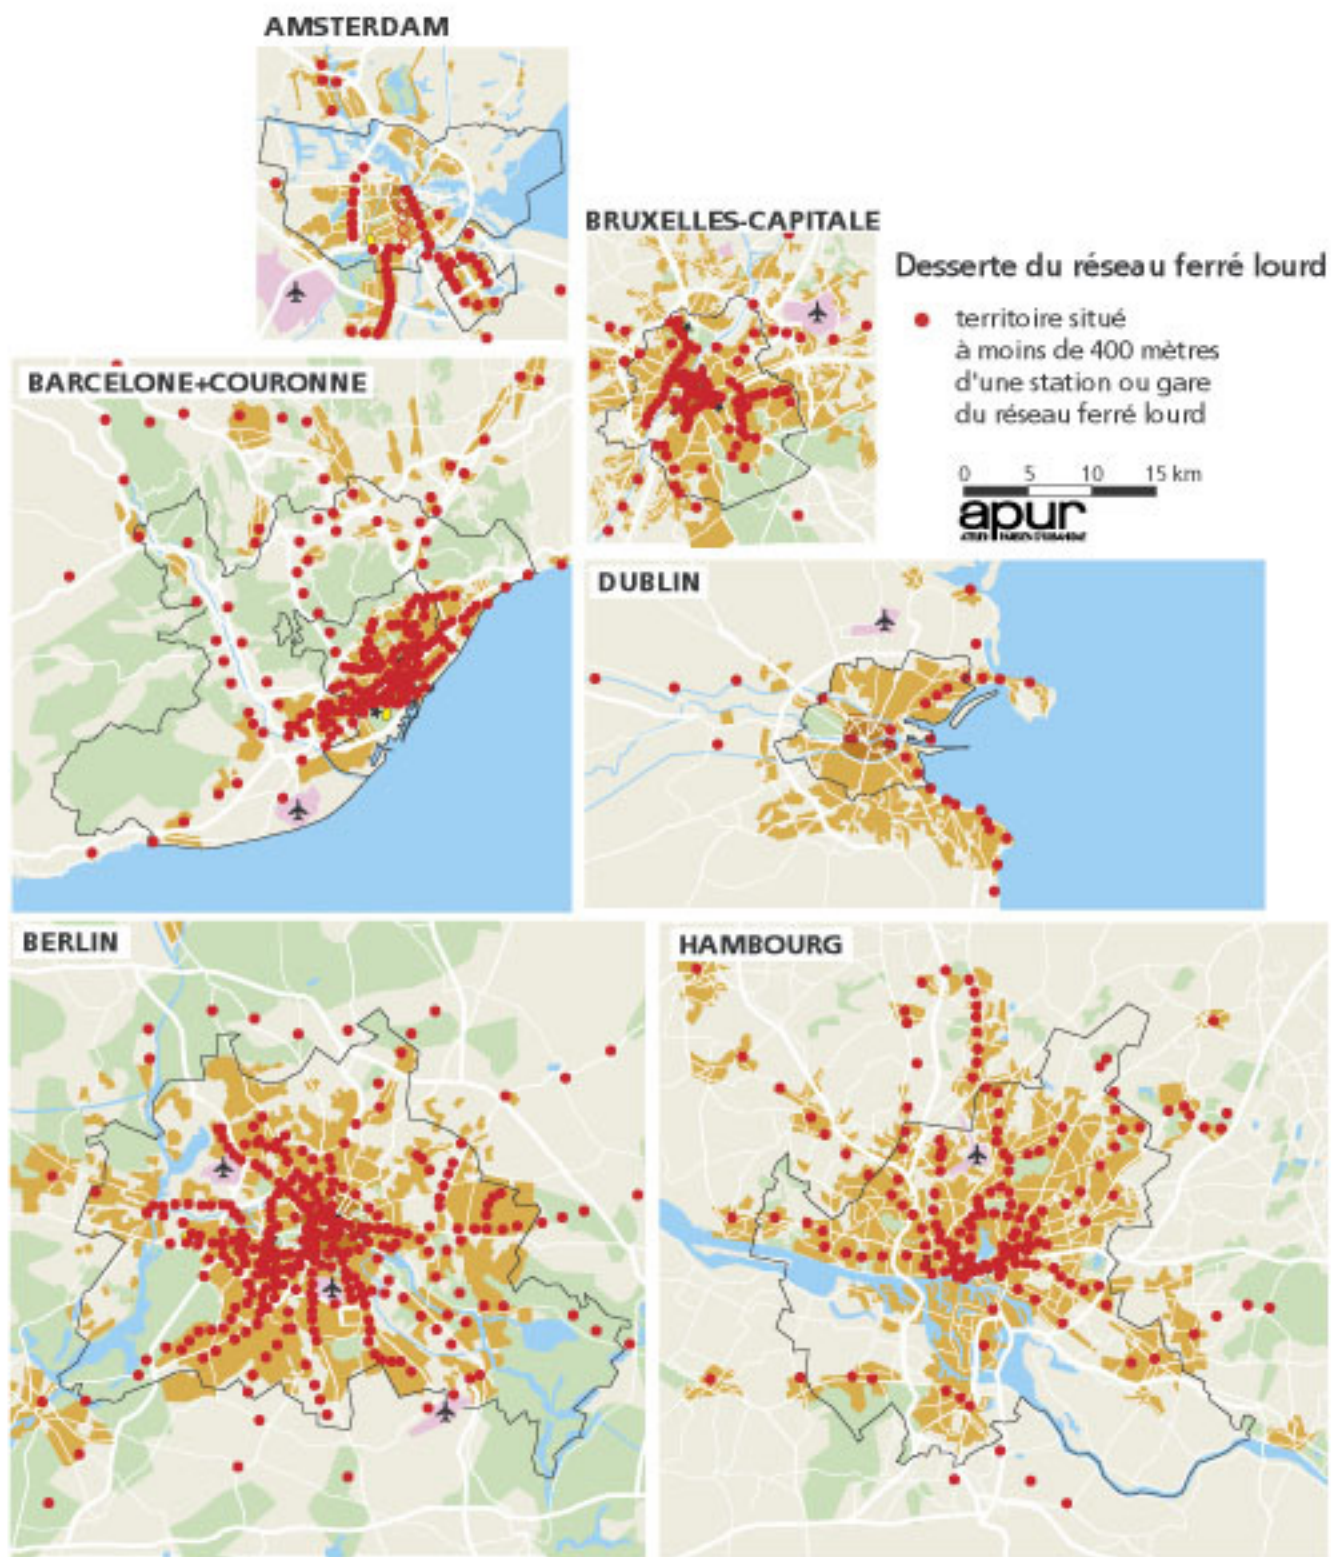 AMSTERDAM
BRUXELLES-CAPITALE
Desserte du réseau ferré lourd
territoire situé
à moins de 400 mètres
d'une station ou gare
du réseau ferré lourd
0 5 10 15 km
apur
BARCELONE+COURONNE
DUBLIN
BERLIN
HAMBOURG